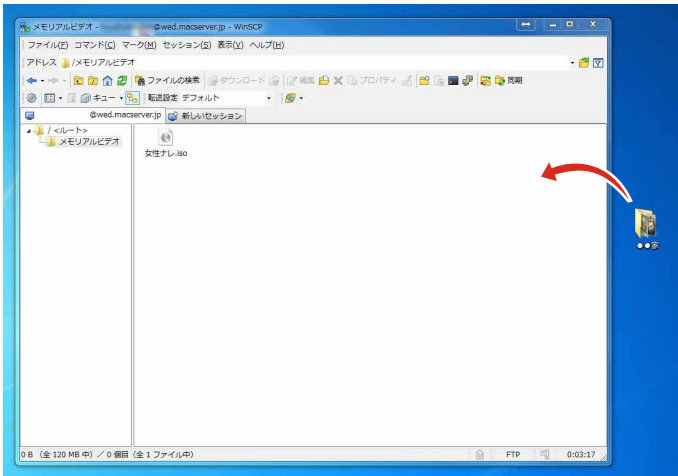 メモリアルビデオ - @wed.macserver.jp - WinSCP
ファイル(F) コマンド(C) マーク(M) セッション(S) 表示(V) ヘルプ(H)
アドレス /メモリアルビデオ
ファイルの検索 ダウンロード 編集 プロパティ 同期
キュー 転送設定 デフォルト
@wed.macserver.jp 新しいセッション
/ <ルート>
メモリアルビデオ
女性ナレ.iso
●●家
0 B (全 120 MB 中) / 0 個目 (全 1 ファイル中) FTP 0:03:17